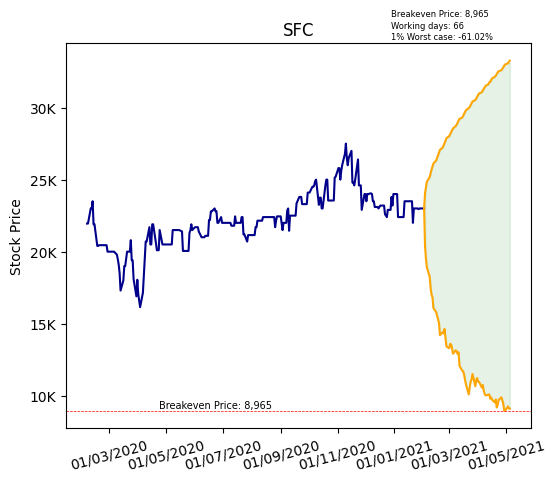 Breakeven Price: 8,965
Working days: 66
1% Worst case: -61.02%
SFC
Stock Price
30K
25K
20K
15K
10K
Breakeven Price: 8,965
01/03/2020
01/05/2020
01/07/2020
01/09/2020
01/11/2020
01/01/2021
01/03/2021
01/05/2021